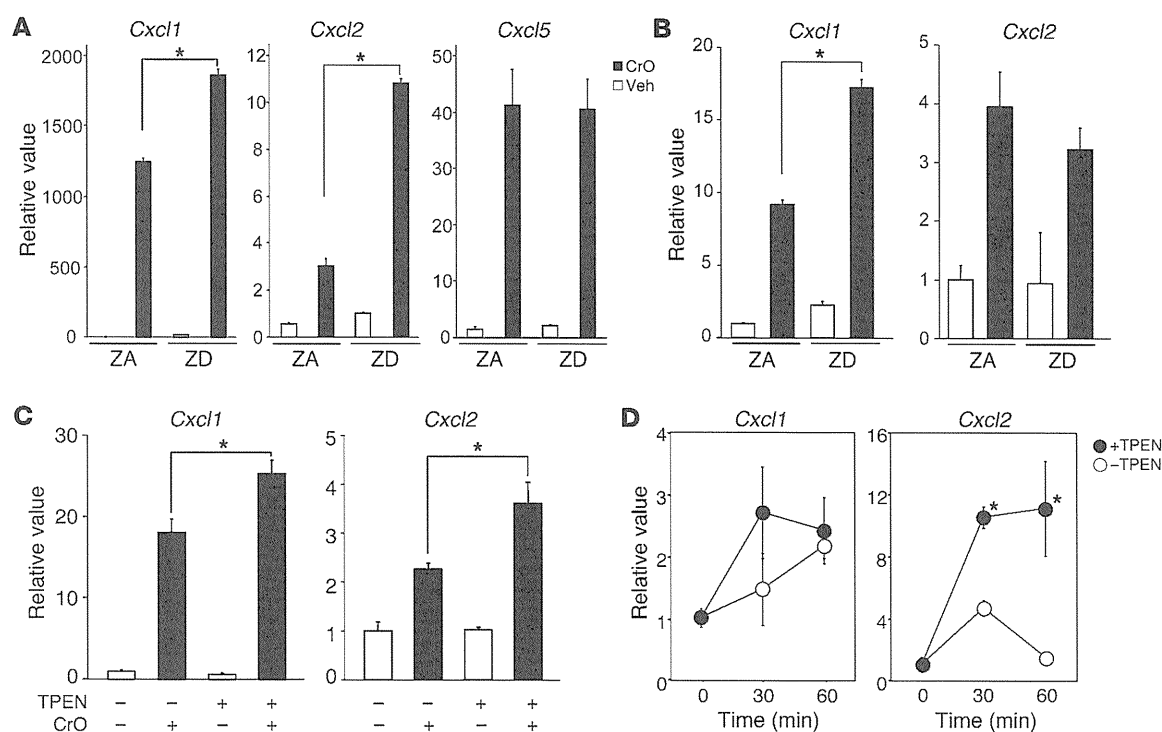 A
Cxcl1
Cxcl2
Cxcl5
B
Cxcl1
Cxcl2
Relative value
2000
1500
1000
500
0
12
10
8
6
4
2
0
50
40
30
20
10
0
*
*
CrO
Veh
ZA
ZD
ZA
ZD
ZA
ZD
Relative value
20
15
10
5
0
5
4
3
2
1
0
*
ZA
ZD
ZA
ZD
C
Cxcl1
Cxcl2
Relative value
30
20
10
0
5
4
3
2
1
0
*
*
TPEN – – + + – – + +
CrO – + – + – + – +
D
Cxcl1
Cxcl2
Relative value
4
3
2
1
0
16
12
8
4
0
*
*
+TPEN
–TPEN
0 30 60
0 30 60
Time (min)
Time (min)